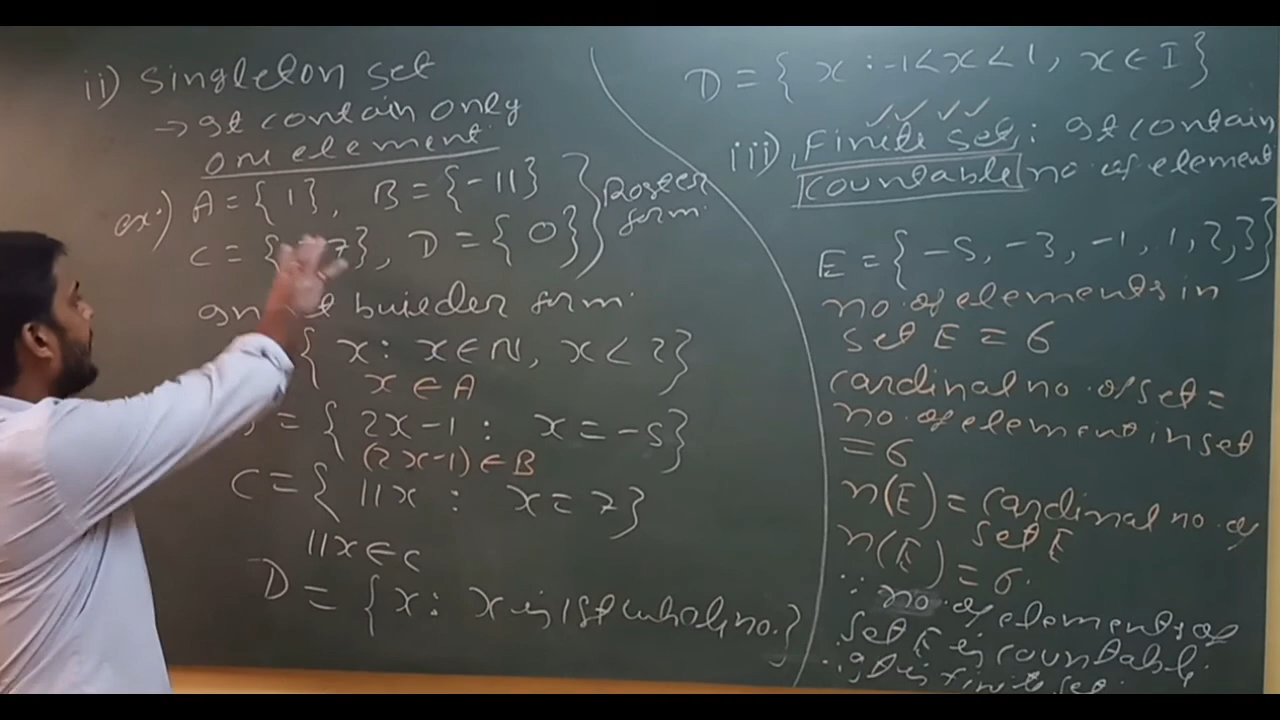 ii) Singleton set
→ It contain only
one element.
ex:) A = { 1 } , B = { -11 }
C = { 7 } , D = { 0 }
Roster
form.
In set builder form.
{ x : x ∈ N , x < 2 }
x ∈ A
= { 2x-1 : x = -5 }
(2x-1) ∈ B
C = { 11x : x = 7 }
11x ∈ C
D = { x : x is 1st whole no. }
D = { x : -1 < x < 1 , x ∈ I }
iii) Finite set : It contain
countable no. of element
E = { -5, -3, -1, 1, 2, 3 }
no. of elements in
set E = 6
cardinal no. of set =
no. of element in set
= 6
n(E) = cardinal no. of
set E
n(E) = 6.
∵ no. of elements of
set E is countable
∴ It is finite set.